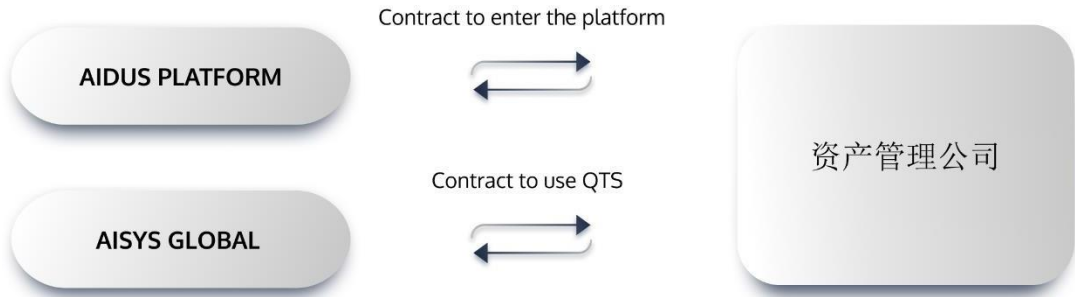 Contract to enter the platform
AIDUS PLATFORM
资产管理公司
Contract to use QTS
AISYS GLOBAL